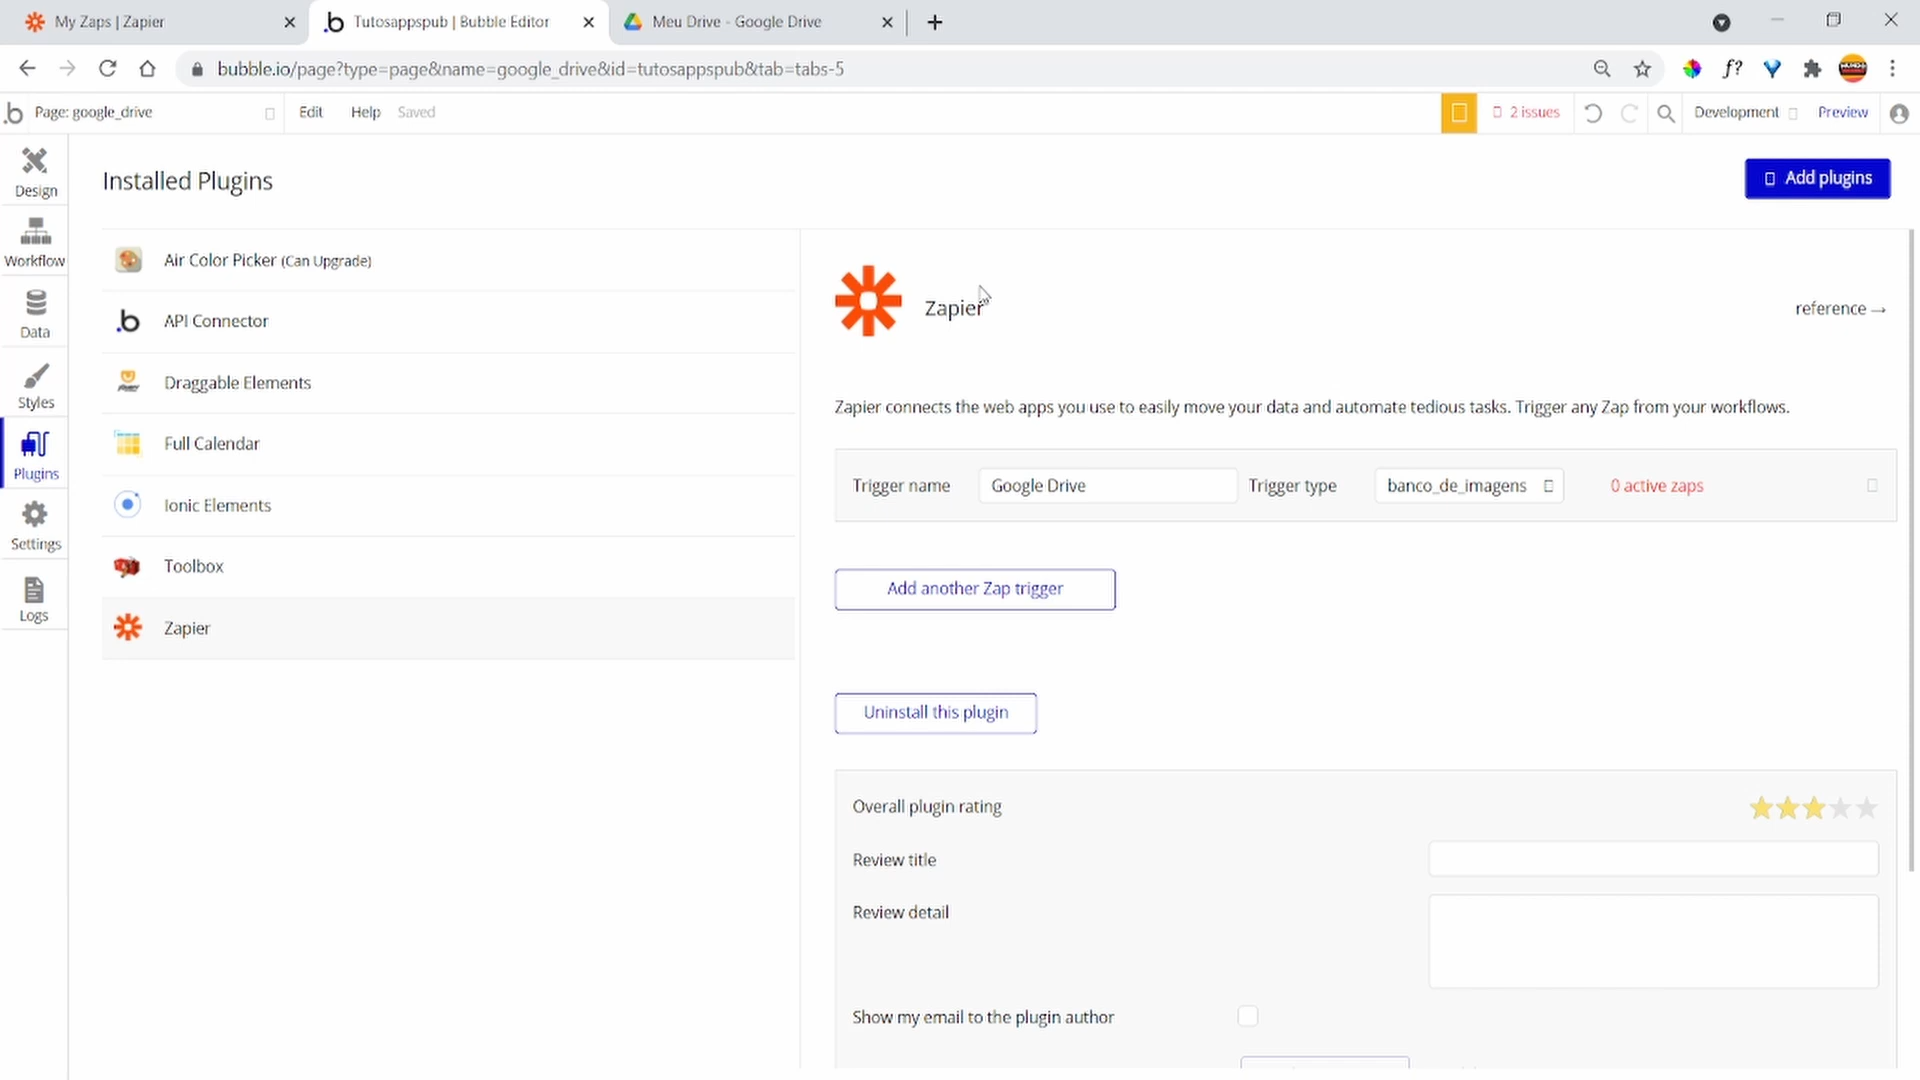 My Zaps | Zapier
Tutosappspub | Bubble Editor
Meu Drive - Google Drive
bubble.io/page?type=page&name=google_drive&id=tutosappspub&tab=tabs-5
f?
Page: google_drive
Edit
Help
Saved
2 issues
Development
Preview
Design
Workflow
Data
Styles
Plugins
Settings
Logs
Installed Plugins
Add plugins
Air Color Picker (Can Upgrade)
API Connector
Draggable Elements
Full Calendar
Ionic Elements
Toolbox
Zapier
Zapier
reference →
Zapier connects the web apps you use to easily move your data and automate tedious tasks. Trigger any Zap from your workflows.
Trigger name
Google Drive
Trigger type
banco_de_imagens
0 active zaps
Add another Zap trigger
Uninstall this plugin
Overall plugin rating
Review title
Review detail
Show my email to the plugin author